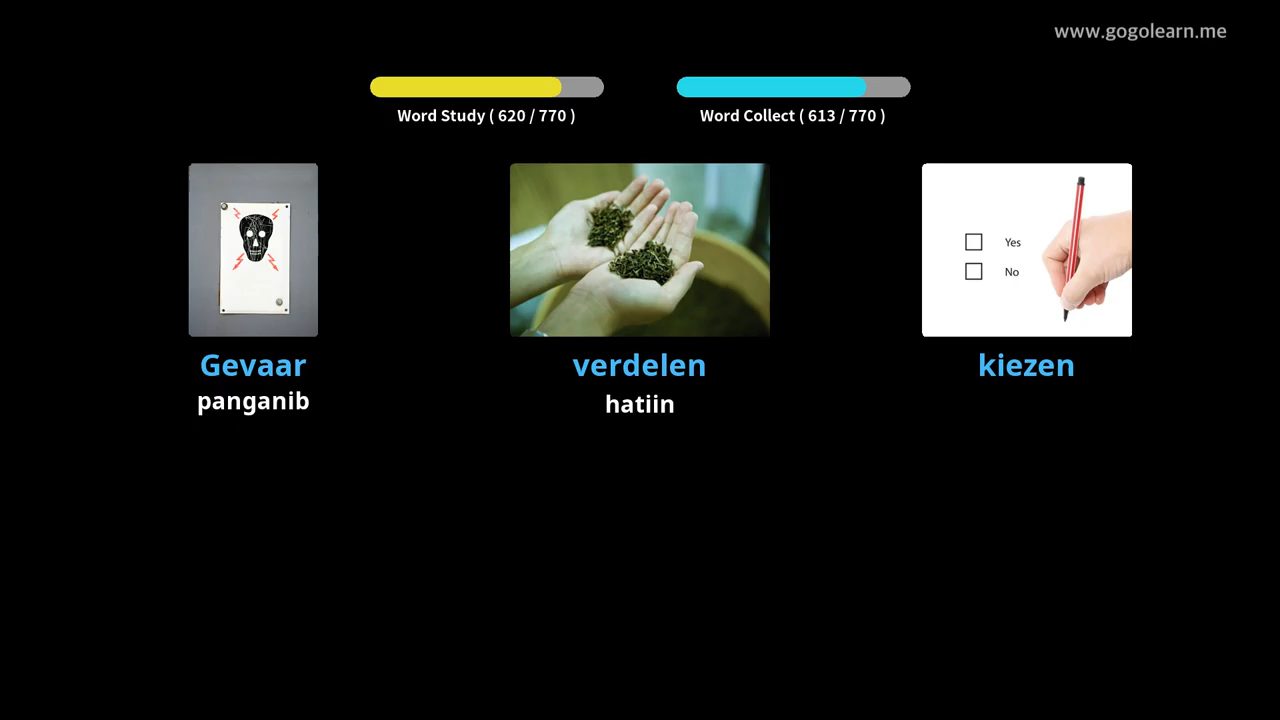 www.gogolearn.me
Word Study ( 620 / 770 )
Word Collect ( 613 / 770 )
Yes
No
Gevaar
panganib
verdelen
hatiin
kiezen